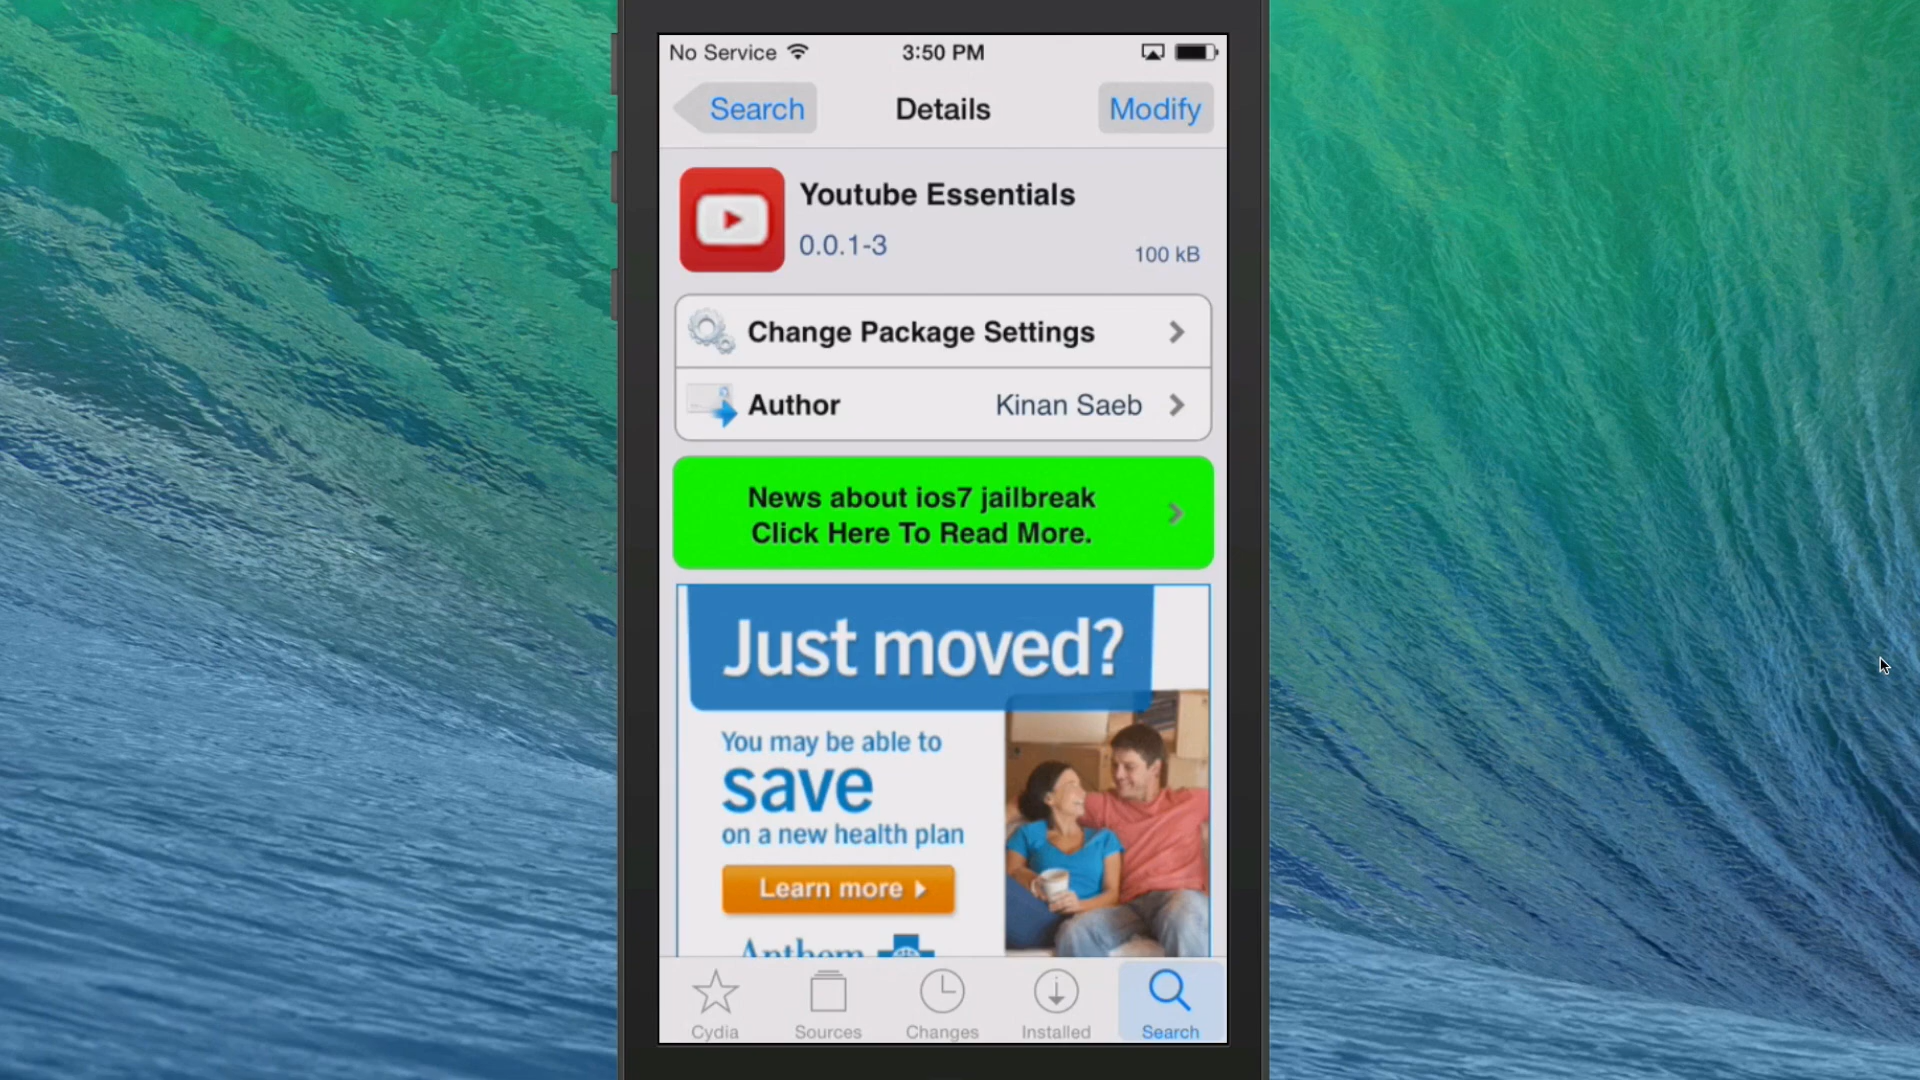 No Service
3:50 PM
Search
Details
Modify
Youtube Essentials
0.0.1-3
100 kB
Change Package Settings
Author
Kinan Saeb
News about ios7 jailbreak
Click Here To Read More.
Just moved?
You may be able to
save
on a new health plan
Learn more
Anthem
Cydia
Sources
Changes
Installed
Search